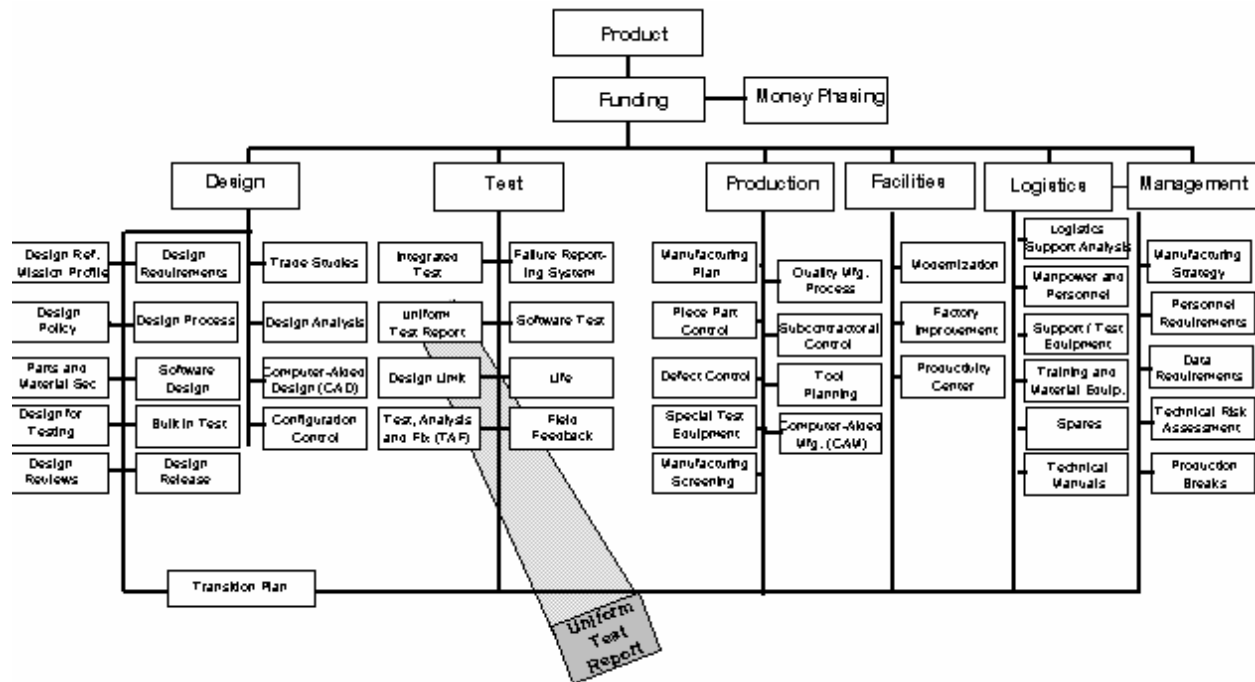 Product
Funding
Money Phasing
Design
Test
Production
Facilities
Logistics
Management
Design Ref.
Mission Profile
Design
Policy
Parts and
Material Sec
Design for
Testing
Design
Reviews
Design
Requirements
Design Process
Software
Design
Built in Test
Design
Release
Trade Studies
Design Analysis
Computer-Aided
Design (CAD)
Configuration
Control
Integrated
Test
Uniform
Test Report
Design Limit
Test, Analysis
and Fix (TAF)
Failure Report-
ing System
Software Test
Life
Field
Feedback
Manufacturing
Plan
Piece Part
Control
Defect Control
Special Test
Equipment
Manufacturing
Screening
Quality Mfg.
Process
Subcontractoral
Control
Tool
Planning
Computer-Aided
Mfg. (CAM)
Modernization
Factory
Improvement
Productivity
Center
Logistics
Support Analysis
Manpower and
Personnel
Support / Test
Equipment
Training and
Material Equip.
Spares
Technical
Manuals
Manufacturing
Strategy
Personnel
Requirements
Data
Requirements
Technical Risk
Assessment
Production
Breaks
Transition Plan
Uniform
Test
Report